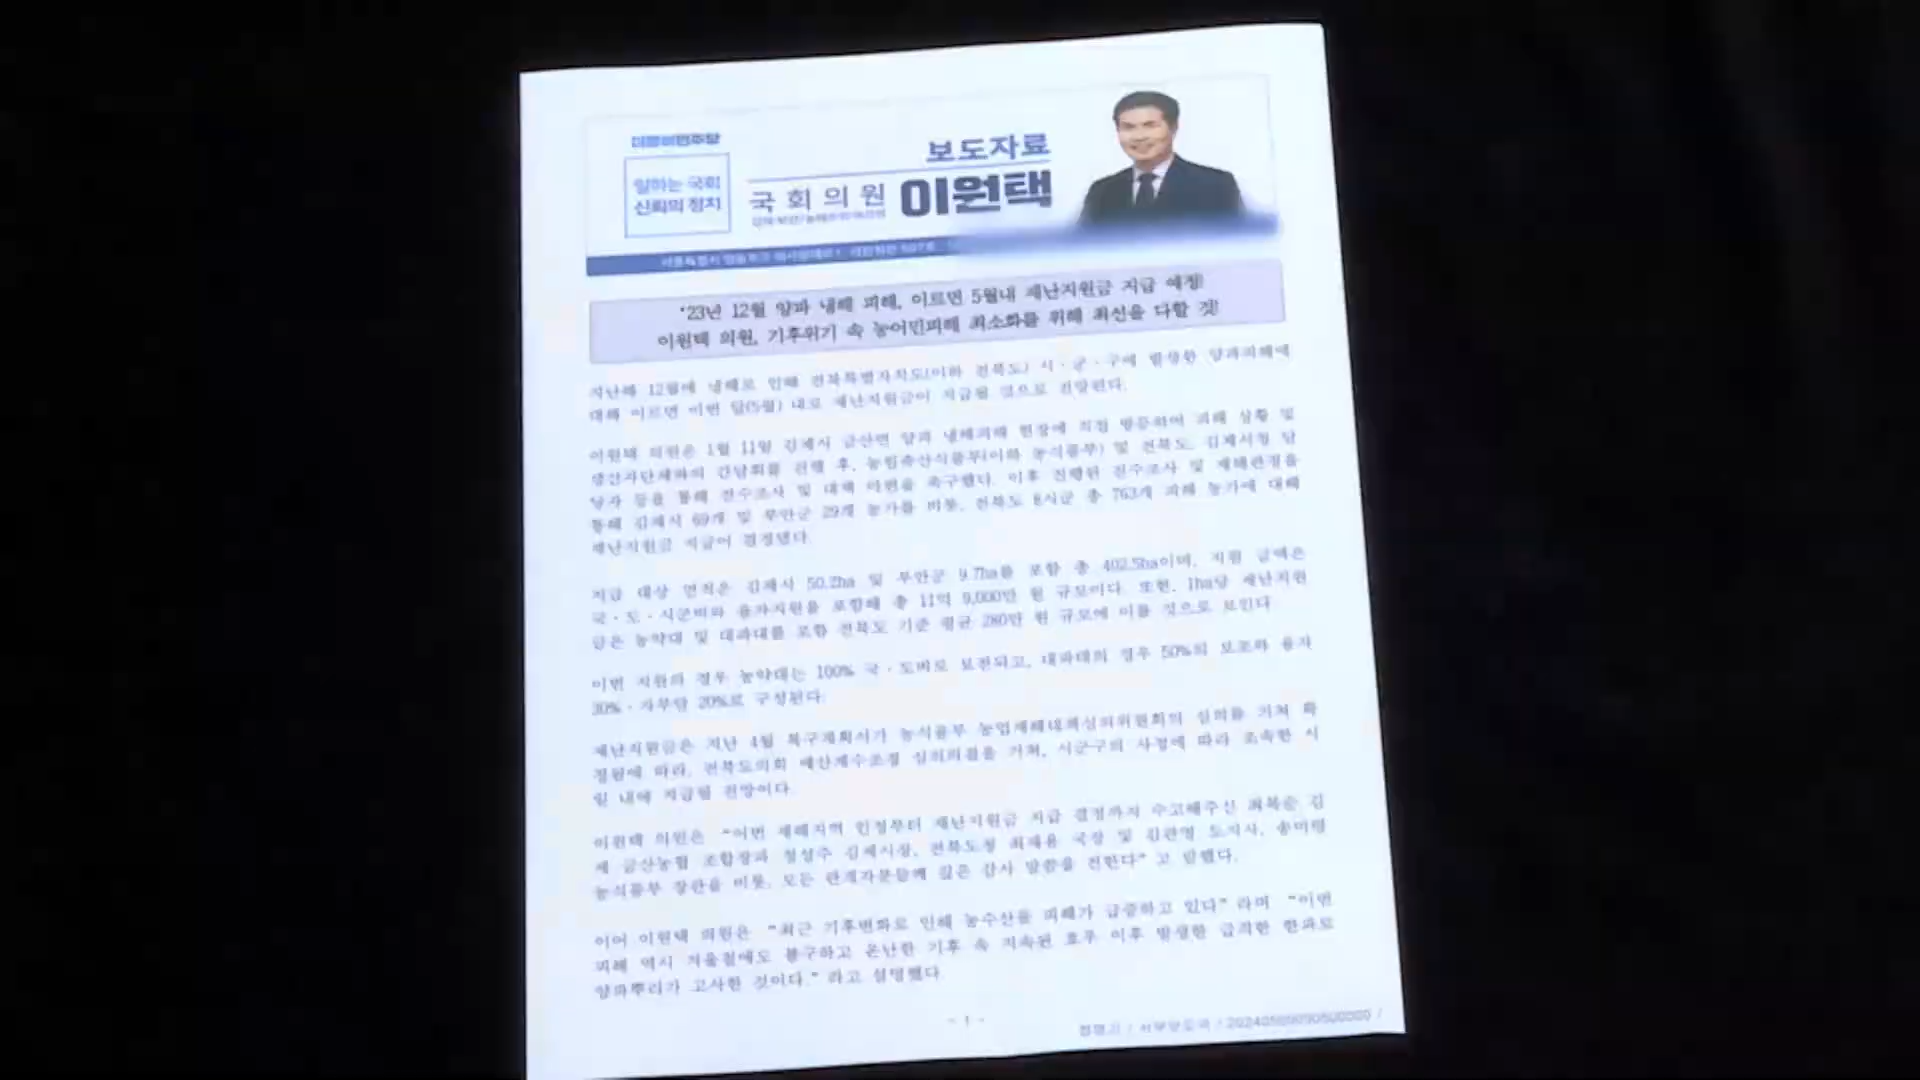 더불어민주당
일하는 국회
신뢰의 정치
보도자료
국회의원 이원택
'23년 12월 양파 냉해 피해, 이르면 5월내 재난지원금 지급 예정!
이원택 의원, 기후위기 속 농어민피해 최소화를 위해 최선을 다할 것!
지난해 12월에 냉해로 인해 전북특별자치도(이하 전북도) 시·군·구에 발생한 양파피해에
대해 이르면 이번 달(5월) 내로 재난지원금이 지급될 것으로 전망된다.
이원택 의원은 1월 11일 김제시 금산면 양파 냉해피해 현장에 직접 방문하여 피해 상황 및
생산자단체와의 간담회를 진행 후, 농림축산식품부(이하 농식품부) 및 전북도, 김제시청 담
당자 등을 통해 전수조사 및 대책 마련을 촉구했다. 이후 진행된 전수조사 및 재해판정을
통해 김제시 69개 및 부안군 29개 농가를 비롯, 전북도 8시군 총 763개 피해 농가에 대해
재난지원금 지급이 결정됐다.
지급 대상 면적은 김제시 50.2ha 및 부안군 9.7ha를 포함 총 402.5ha이며, 지원 금액은
국·도·시군비와 융자지원을 포함해 총 11억 9,000만 원 규모이다. 또한, 1ha당 재난지원
금은 농약대 및 대파대를 포함 전북도 기준 평균 280만 원 규모에 이를 것으로 보인다.
이번 지원의 경우 농약대는 100% 국·도비로 보전되고, 대파대의 경우 50%의 보조와 융자
30%·자부담 20%로 구성된다.
재난지원금은 지난 4월 복구계획서가 농식품부 농업재해대책심의위원회의 심의를 거쳐 확
정됨에 따라, 전북도의회 예산계수조정 심의의결을 거쳐, 시군구의 사정에 따라 조속한 시
일 내에 지급될 전망이다.
이원택 의원은 "이번 재해지역 인정부터 재난지원금 지급 결정까지 수고해주신 최복순 김
제 금산농협 조합장과 정성주 김제시장, 전북도청 최재용 국장 및 김관영 도지사, 송미령
농식품부 장관을 비롯, 모든 관계자분들께 깊은 감사 말씀을 전한다"고 말했다.
이어 이원택 의원은 "최근 기후변화로 인해 농수산물 피해가 급증하고 있다"라며 "이번
피해 역시 겨울철에도 불구하고 온난한 기후 속 지속된 호우 이후 발생한 급격한 한파로
양파뿌리가 고사한 것이다."라고 설명했다.
- 1 -